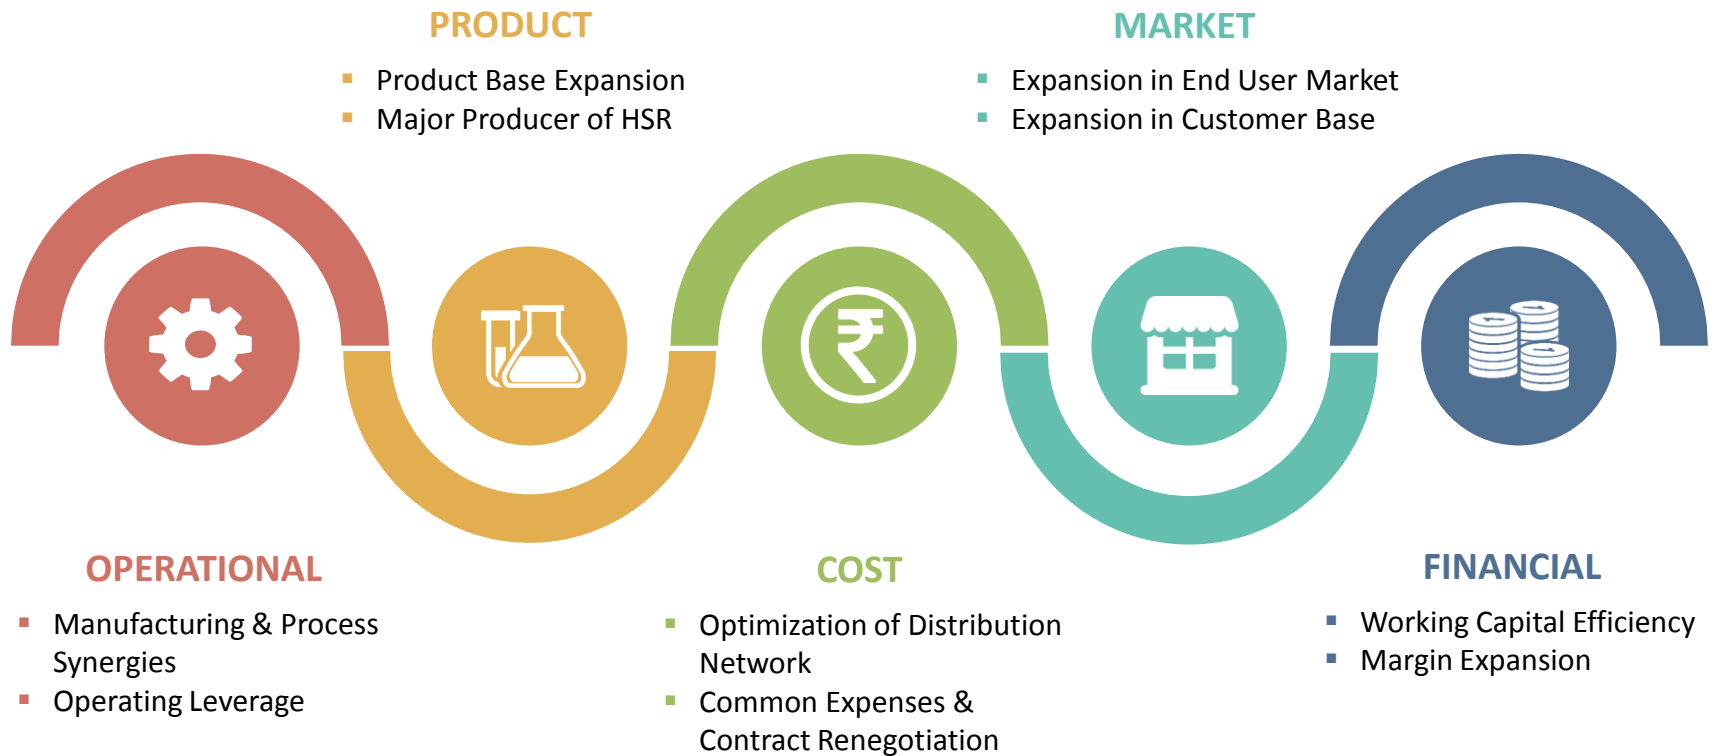 PRODUCT
▪ Product Base Expansion
▪ Major Producer of HSR
MARKET
▪ Expansion in End User Market
▪ Expansion in Customer Base
₹
OPERATIONAL
▪ Manufacturing & Process
Synergies
▪ Operating Leverage
COST
▪ Optimization of Distribution
Network
▪ Common Expenses &
Contract Renegotiation
FINANCIAL
▪ Working Capital Efficiency
▪ Margin Expansion